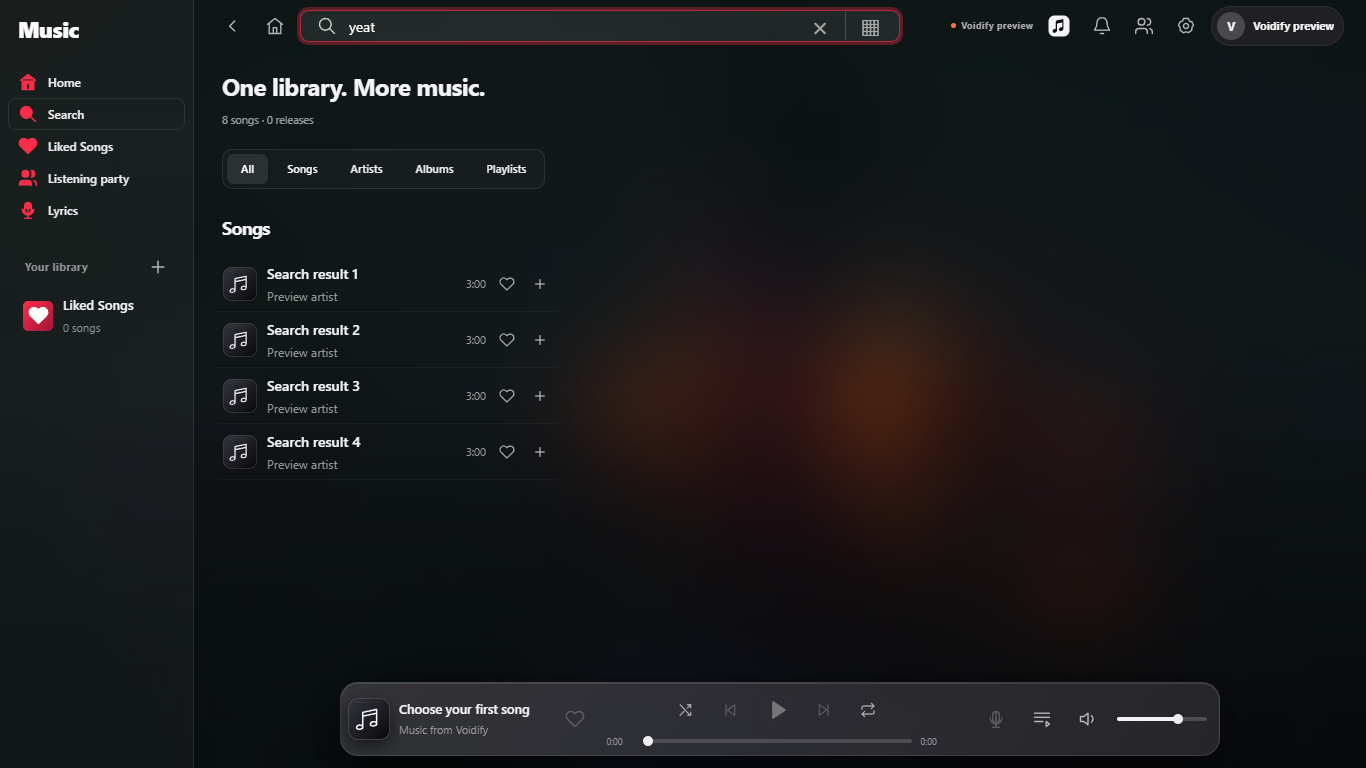 Music
Home
Search
Liked Songs
Listening party
Lyrics
Your library
Liked Songs
0 songs
yeat
Voidify preview
V
Voidify preview
One library. More music.
8 songs · 0 releases
All
Songs
Artists
Albums
Playlists
Songs
Search result 1
Preview artist
3:00
Search result 2
Preview artist
3:00
Search result 3
Preview artist
3:00
Search result 4
Preview artist
3:00
Choose your first song
Music from Voidify
0:00
0:00